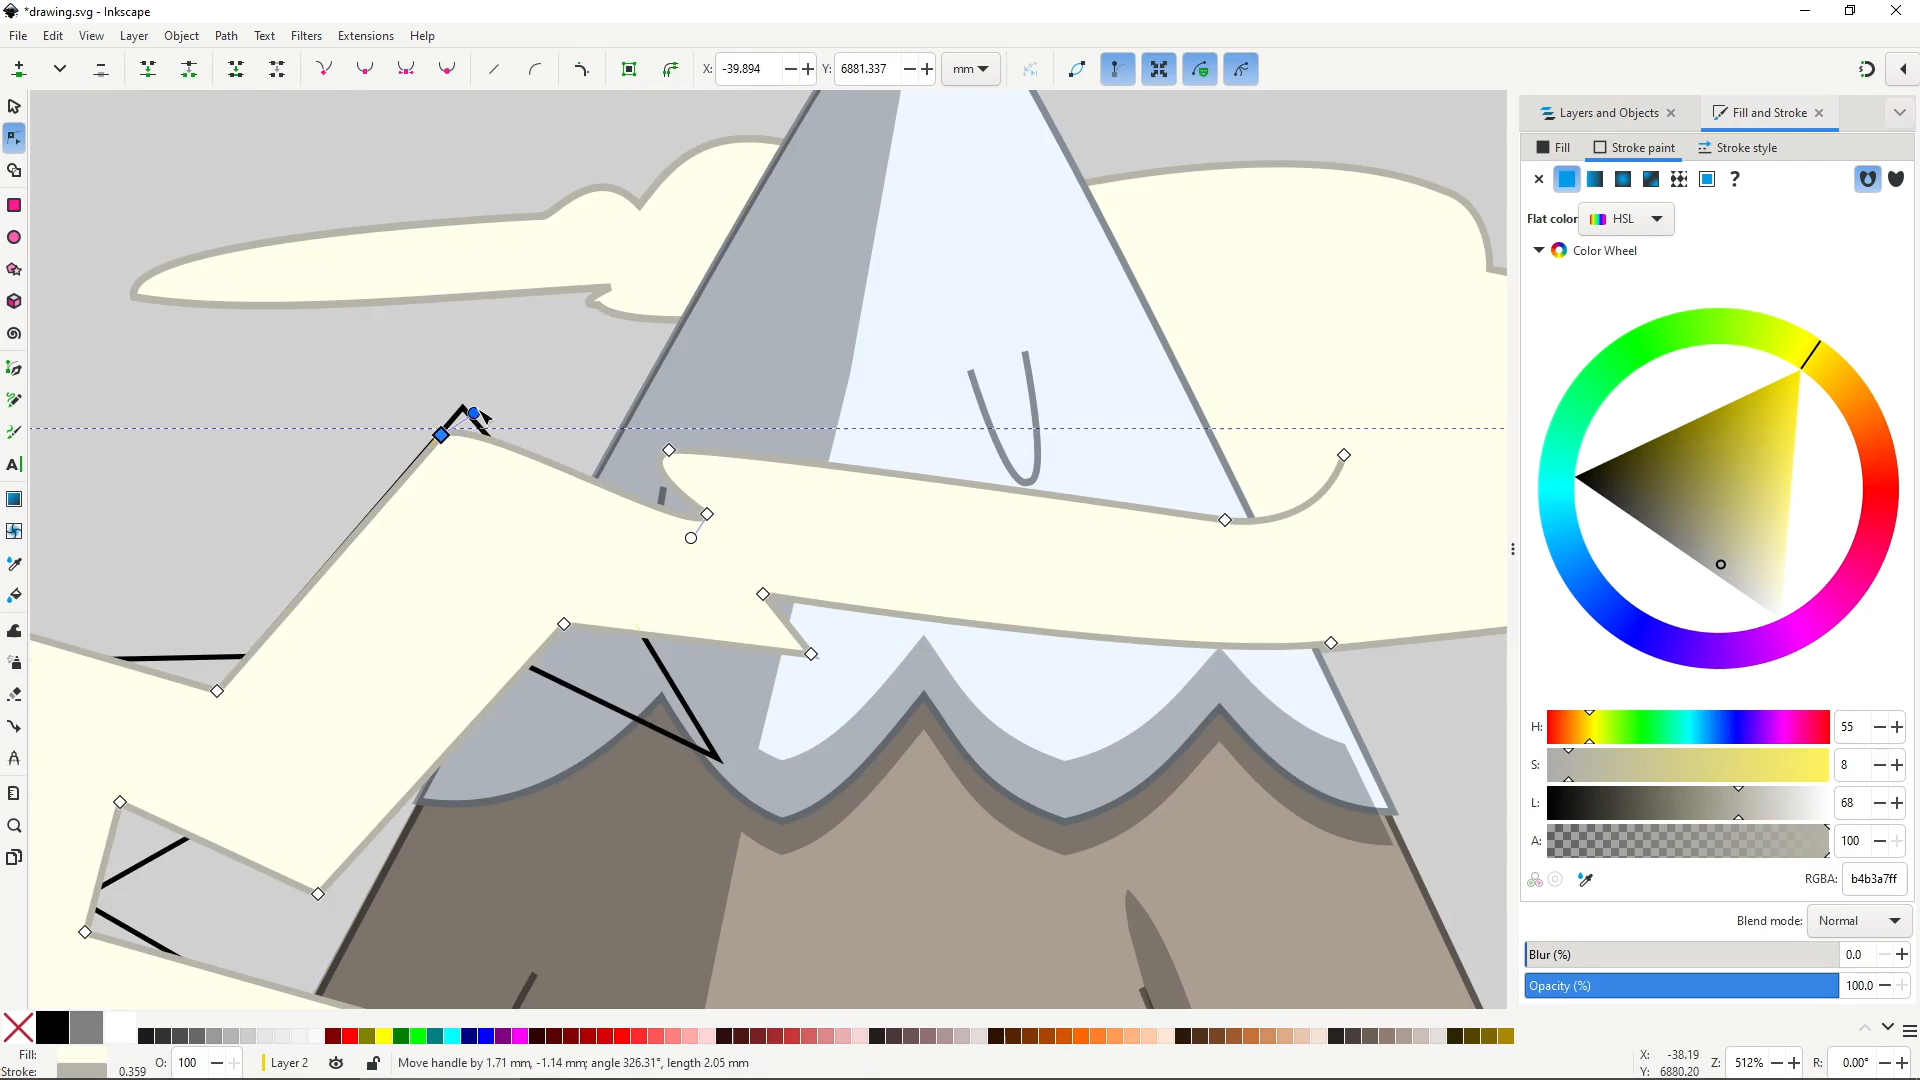 *drawing.svg - Inkscape
File Edit View Layer Object Path Text Filters Extensions Help
X: -39.894 Y: 6881.337 mm
Layers and Objects Fill and Stroke
Fill Stroke paint Stroke style
?
Flat color HSL
Color Wheel
H: 55
S: 8
L: 68
A: 100
RGBA: b4b3a7ff
Blend mode: Normal
Blur (%) 0.0
Opacity (%) 100.0
Fill:
Stroke: 0.359 O: 100 Layer 2 Move handle by 1.71 mm, -1.14 mm; angle 326.31°, length 2.05 mm
X: -38.19
Y: 6880.20
Z: 512% R: 0.00°